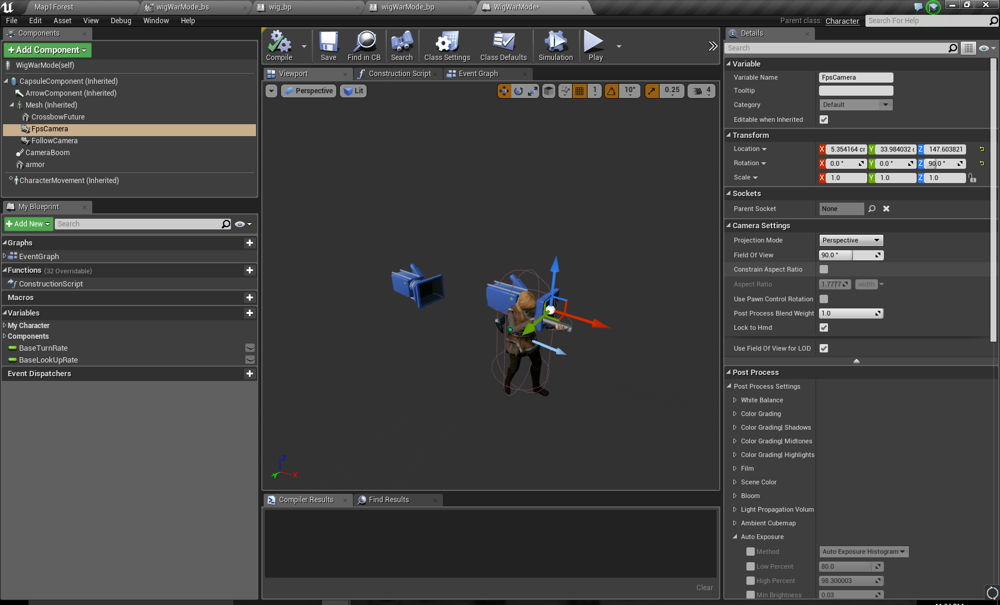 Map1Forest
wigWarMode_bs
wig_bp
wigWarMode_bp
WigWarMode*
File Edit Asset View Debug Window Help
Parent class: Character
Search For Help
Components
+Add Component
WigWarMode(self)
CapsuleComponent (Inherited)
ArrowComponent (Inherited)
Mesh (Inherited)
CrossbowFuture
FpsCamera
FollowCamera
CameraBoom
armor
CharacterMovement (Inherited)
My Blueprint
+Add New
Search
Graphs
EventGraph
Functions (32 Overridable)
ConstructionScript
Macros
Variables
My Character
Components
BaseTurnRate
BaseLookUpRate
Event Dispatchers
Compile
Save
Find in CB
Search
Class Settings
Class Defaults
Simulation
Play
Viewport
Construction Script
Event Graph
Perspective
Lit
1
10°
0.25
4
Z
X
Y
Compiler Results
Find Results
Clear
Details
Search
Variable
Variable Name FpsCamera
Tooltip
Category Default
Editable when Inherited
Transform
Location X 5.354164 cr Y 33.984032 c Z 147.603821
Rotation X 0.0 ° Y 0.0 ° Z 90.0 °
Scale X 1.0 Y 1.0 Z 1.0
Sockets
Parent Socket None
Camera Settings
Projection Mode Perspective
Field Of View 90.0 °
Constrain Aspect Ratio
Aspect Ratio 1.7777 width
Use Pawn Control Rotation
Post Process Blend Weight 1.0
Lock to Hmd
Use Field Of View for LOD
Post Process
Post Process Settings
White Balance
Color Grading
Color Grading| Shadows
Color Grading| Midtones
Color Grading| Highlights
Film
Scene Color
Bloom
Light Propagation Volum
Ambient Cubemap
Auto Exposure
Method Auto Exposure Histogram
Low Percent 80.0
High Percent 98.300003
Min Brightness 0.03